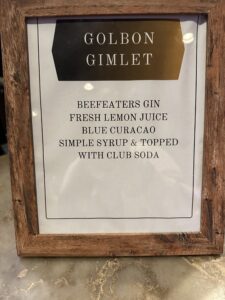 GOLBON
GIMLET
BEEFEATERS GIN
FRESH LEMON JUICE
BLUE CURACAO
SIMPLE SYRUP & TOPPED
WITH CLUB SODA